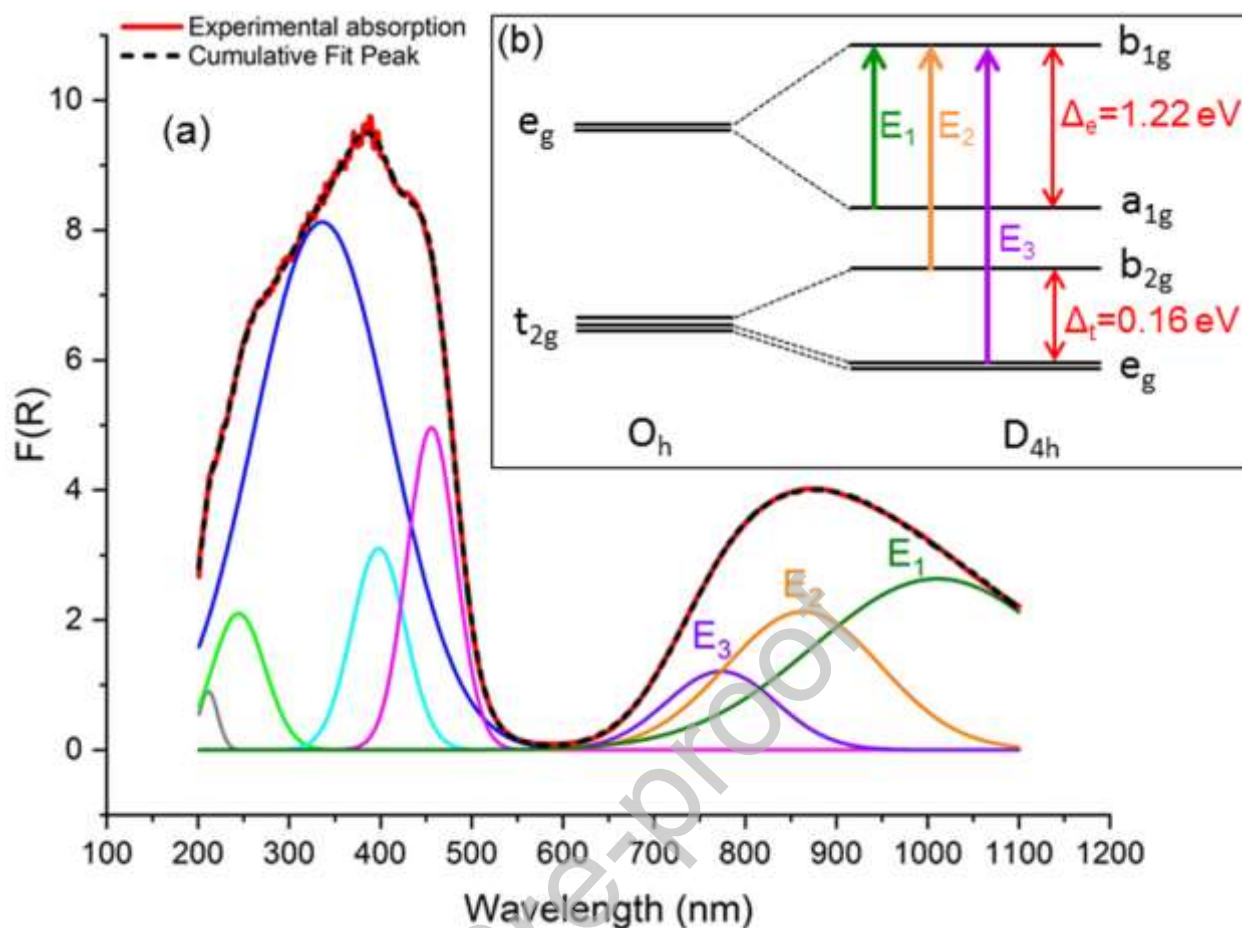 Experimental absorption
Cumulative Fit Peak
(a)
(b)
e_g
t_2g
O_h
b_1g
a_1g
b_2g
e_g
D_4h
E_1
E_2
E_3
Δ_e=1.22 eV
Δ_t=0.16 eV
E_3
E_2
E_1
F(R)
10
8
6
4
2
0
100 200 300 400 500 600 700 800 900 1000 1100 1200
Wavelength (nm)
re-proof